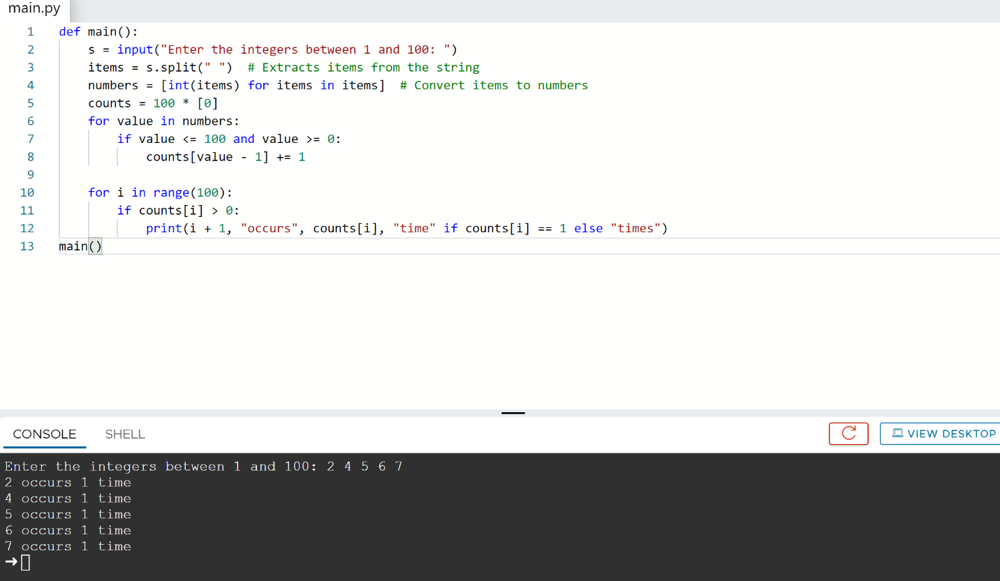 main.py
1 def main():
2     s = input("Enter the integers between 1 and 100: ")
3     items = s.split(" ")  # Extracts items from the string
4     numbers = [int(items) for items in items]  # Convert items to numbers
5     counts = 100 * [0]
6     for value in numbers:
7         if value <= 100 and value >= 0:
8             counts[value - 1] += 1
9
10     for i in range(100):
11         if counts[i] > 0:
12             print(i + 1, "occurs", counts[i], "time" if counts[i] == 1 else "times")
13 main()
CONSOLE SHELL VIEW DESKTOP
Enter the integers between 1 and 100: 2 4 5 6 7
2 occurs 1 time
4 occurs 1 time
5 occurs 1 time
6 occurs 1 time
7 occurs 1 time
➜